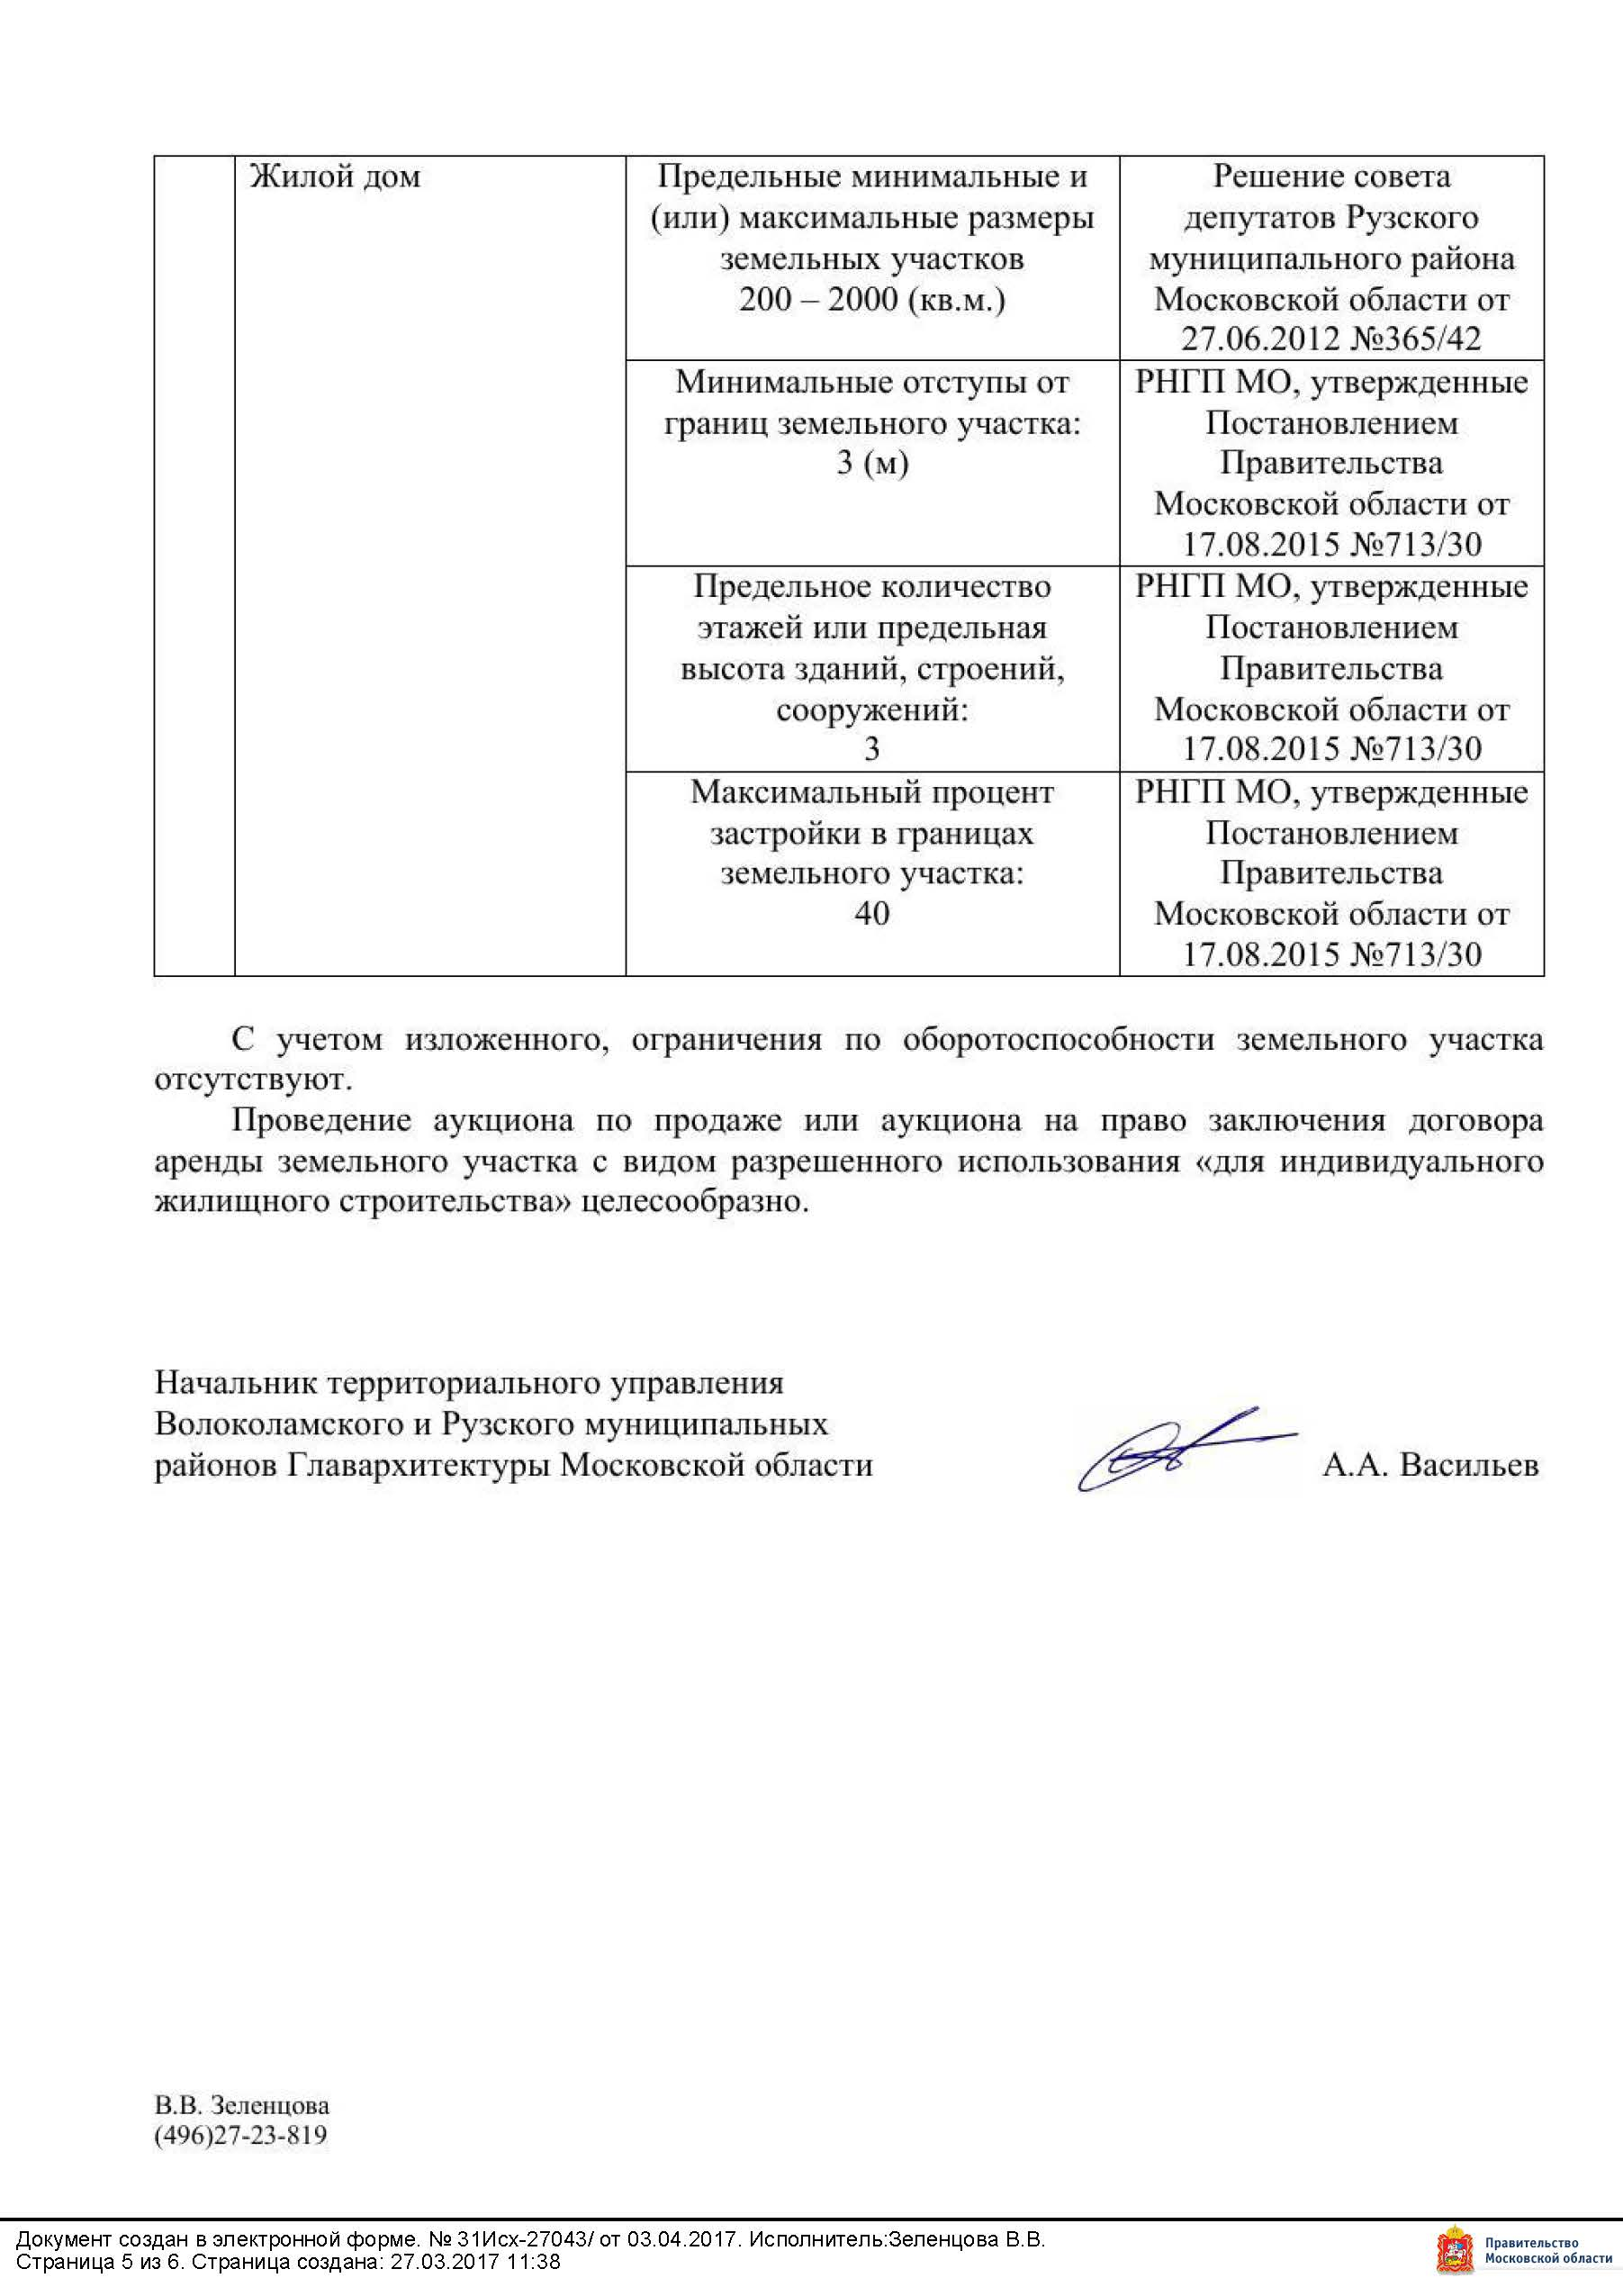 Жилой дом
Предельные минимальные и
(или) максимальные размеры
земельных участков
200 – 2000 (кв.м.)
Решение совета
депутатов Рузского
муниципального района
Московской области от
27.06.2012 №365/42
Минимальные отступы от
границ земельного участка:
3 (м)
РНГП МО, утвержденные
Постановлением
Правительства
Московской области от
17.08.2015 №713/30
Предельное количество
этажей или предельная
высота зданий, строений,
сооружений:
3
РНГП МО, утвержденные
Постановлением
Правительства
Московской области от
17.08.2015 №713/30
Максимальный процент
застройки в границах
земельного участка:
40
РНГП МО, утвержденные
Постановлением
Правительства
Московской области от
17.08.2015 №713/30
С учетом изложенного, ограничения по оборотоспособности земельного участка
отсутствуют.
Проведение аукциона по продаже или аукциона на право заключения договора
аренды земельного участка с видом разрешенного использования «для индивидуального
жилищного строительства» целесообразно.
Начальник территориального управления
Волоколамского и Рузского муниципальных
районов Главархитектуры Московской области
А.А. Васильев
В.В. Зеленцова
(496)27-23-819
Документ создан в электронной форме. № 31Исх-27043/ от 03.04.2017. Исполнитель:Зеленцова В.В.
Страница 5 из 6. Страница создана: 27.03.2017 11:38
Правительство
Московской области